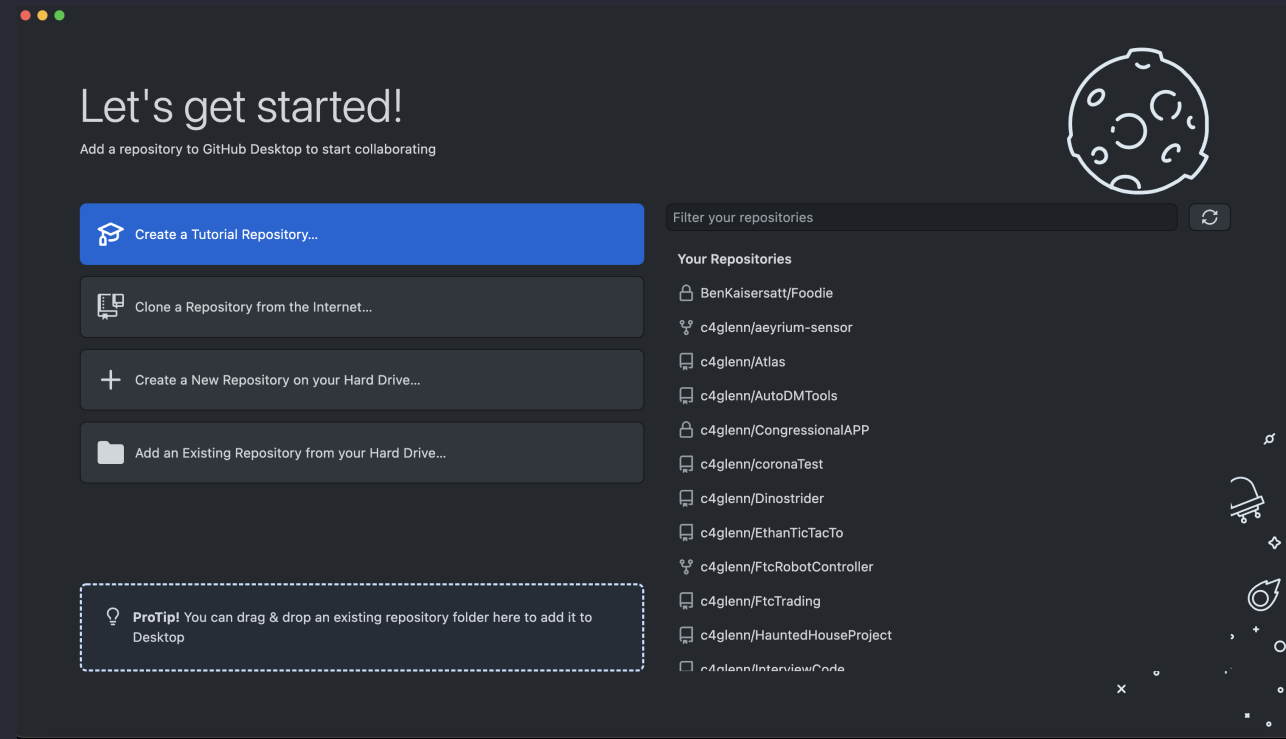 Let's get started!
Add a repository to GitHub Desktop to start collaborating
Create a Tutorial Repository...
Clone a Repository from the Internet...
Create a New Repository on your Hard Drive...
Add an Existing Repository from your Hard Drive...
ProTip! You can drag & drop an existing repository folder here to add it to
Desktop
Filter your repositories
Your Repositories
BenKaisersatt/Foodie
c4glenn/aeyrium-sensor
c4glenn/Atlas
c4glenn/AutoDMTools
c4glenn/CongressionalAPP
c4glenn/coronaTest
c4glenn/Dinostrider
c4glenn/EthanTicTacTo
c4glenn/FtcRobotController
c4glenn/FtcTrading
c4glenn/HauntedHouseProject
c4glenn/InterviewCode